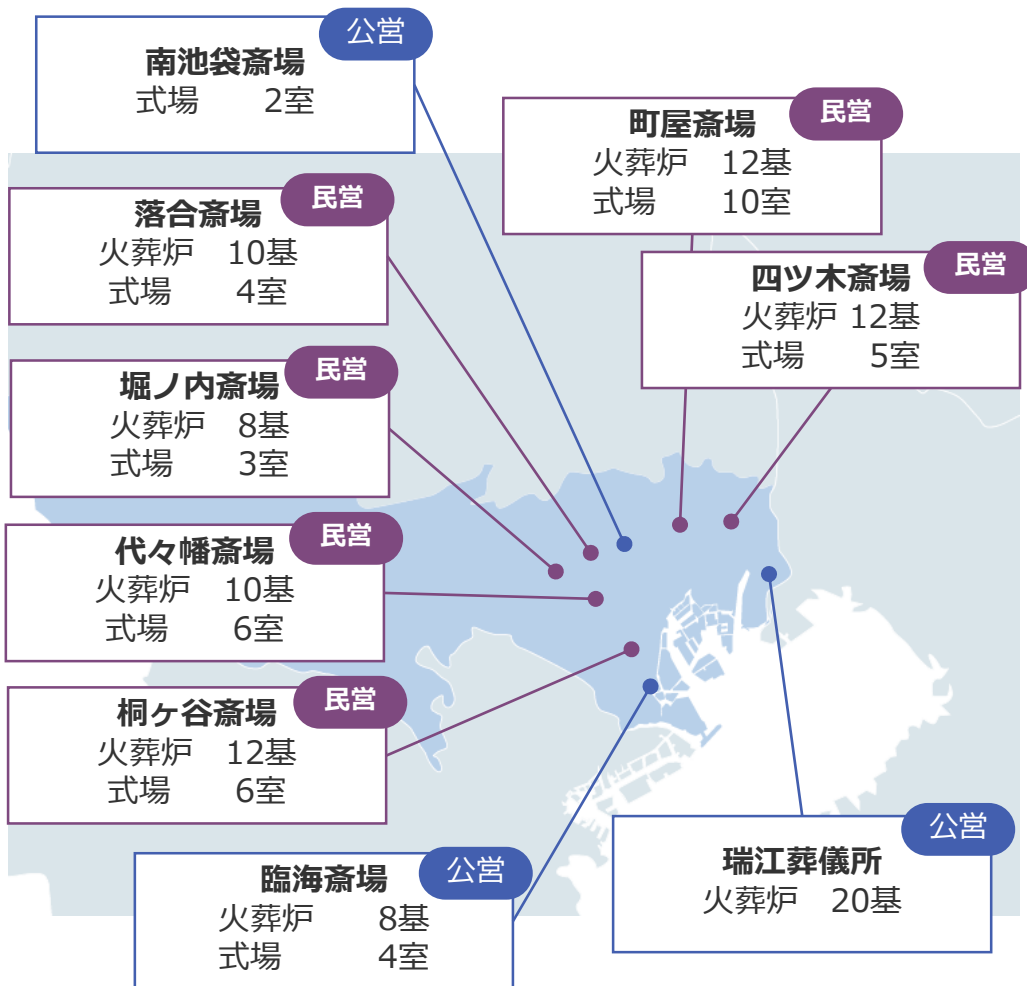 公営
南池袋斎場
式場 2室
民営
町屋斎場
火葬炉 12基
式場 10室
民営
落合斎場
火葬炉 10基
式場 4室
民営
四ツ木斎場
火葬炉 12基
式場 5室
民営
堀ノ内斎場
火葬炉 8基
式場 3室
民営
代々幡斎場
火葬炉 10基
式場 6室
民営
桐ヶ谷斎場
火葬炉 12基
式場 6室
公営
臨海斎場
火葬炉 8基
式場 4室
公営
瑞江葬儀所
火葬炉 20基